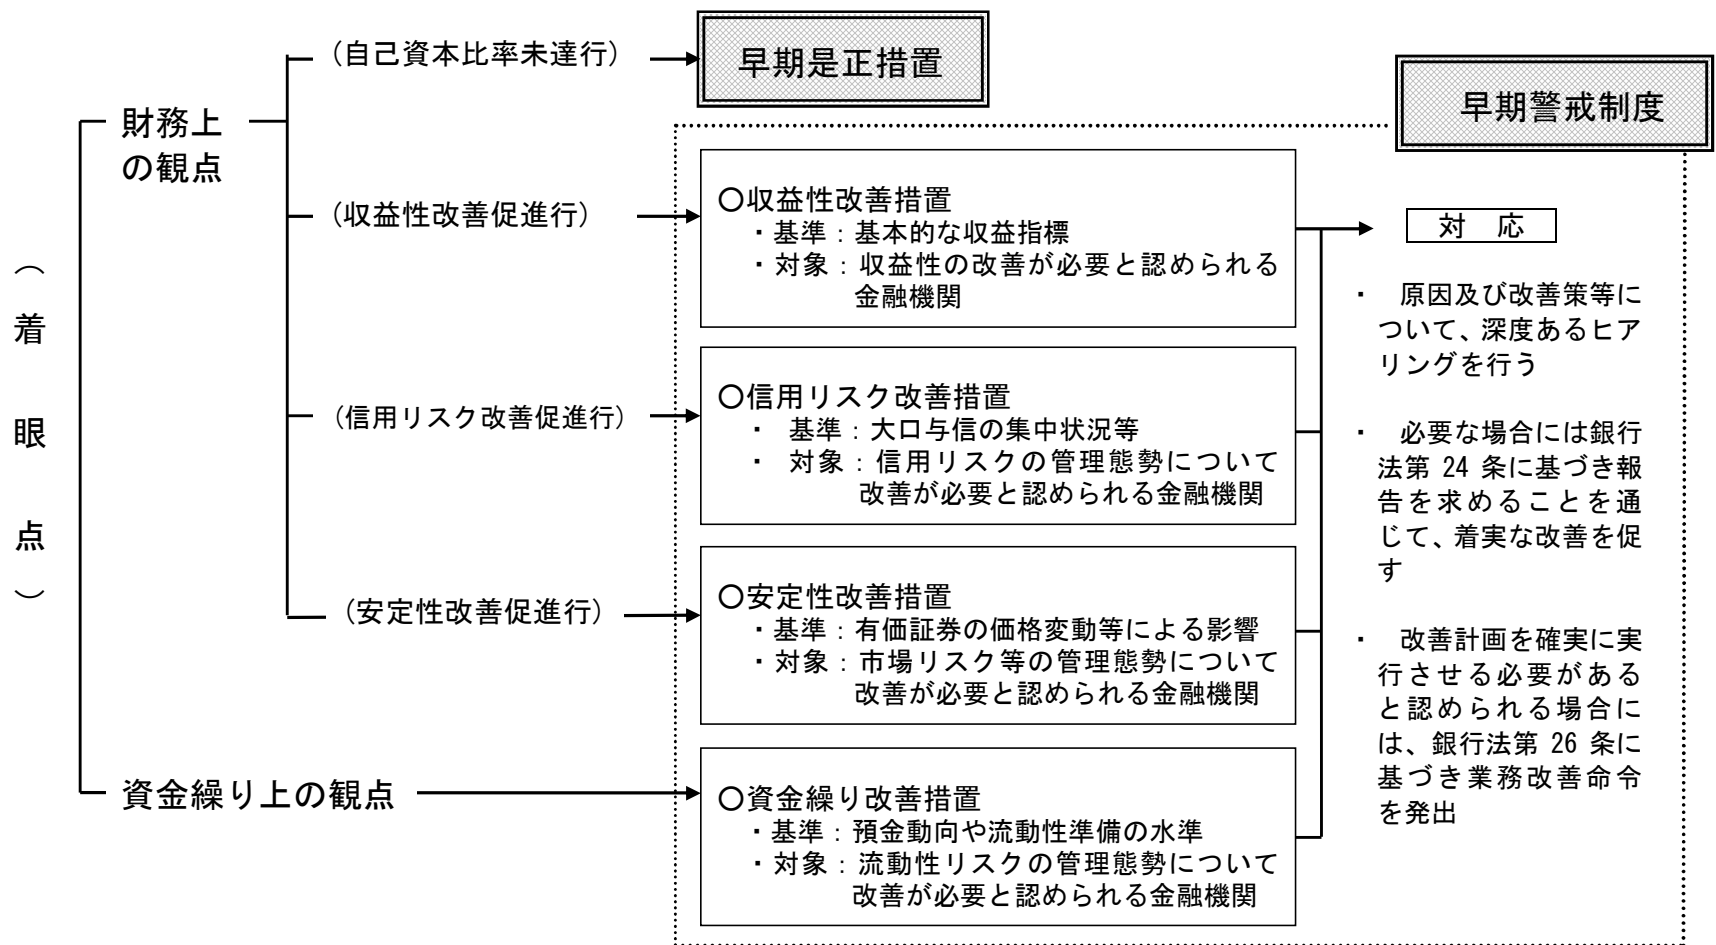 （着眼点）
財務上
の観点
（自己資本比率未達行）
早期是正措置
早期警戒制度
（収益性改善促進行）
○収益性改善措置
・基準：基本的な収益指標
・対象：収益性の改善が必要と認められる
金融機関
（信用リスク改善促進行）
○信用リスク改善措置
・ 基準：大口与信の集中状況等
・ 対象：信用リスクの管理態勢について
改善が必要と認められる金融機関
（安定性改善促進行）
○安定性改善措置
・基準：有価証券の価格変動等による影響
・対象：市場リスク等の管理態勢について
改善が必要と認められる金融機関
資金繰り上の観点
○資金繰り改善措置
・基準：預金動向や流動性準備の水準
・対象：流動性リスクの管理態勢について
改善が必要と認められる金融機関
対 応
・ 原因及び改善策等に
ついて、深度あるヒア
リングを行う
・ 必要な場合には銀行
法第 24 条に基づき報
告を求めることを通
じて、着実な改善を促
す
・ 改善計画を確実に実
行させる必要がある
と認められる場合に
は、銀行法第 26 条に
基づき業務改善命令
を発出